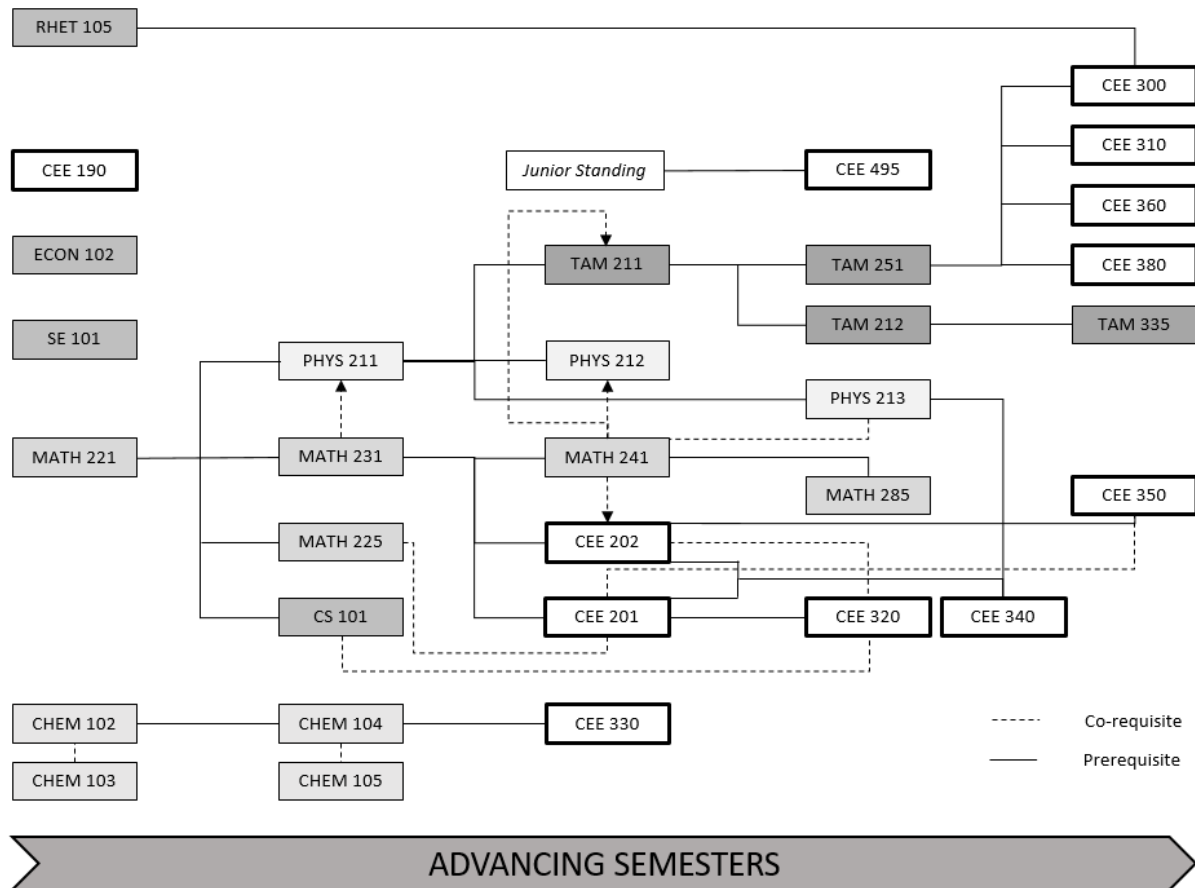 RHET 105
CEE 300
CEE 310
CEE 190
Junior Standing
CEE 495
CEE 360
ECON 102
TAM 211
TAM 251
CEE 380
SE 101
TAM 212
TAM 335
PHYS 211
PHYS 212
PHYS 213
MATH 221
MATH 231
MATH 241
MATH 285
CEE 350
MATH 225
CEE 202
CS 101
CEE 201
CEE 320
CEE 340
CHEM 102
CHEM 104
CEE 330
Co-requisite
Prerequisite
CHEM 103
CHEM 105
ADVANCING SEMESTERS